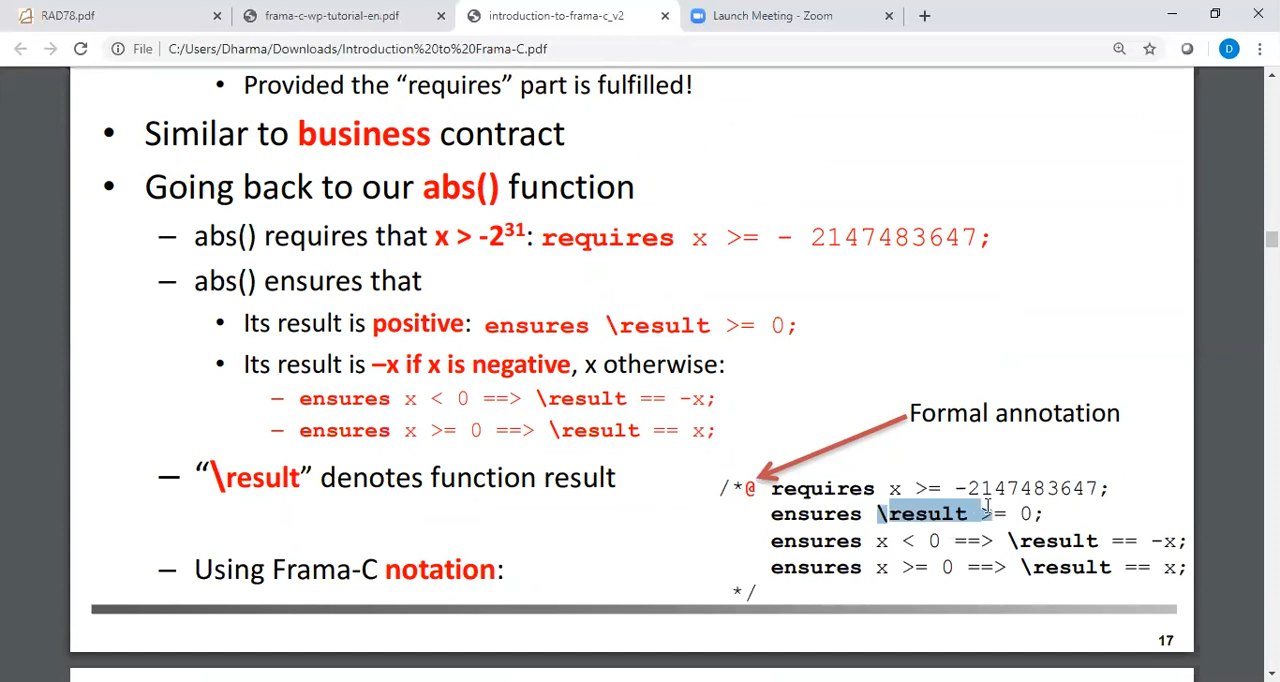 RAD78.pdf
frama-c-wp-tutorial-en.pdf
introduction-to-frama-c_v2
Launch Meeting - Zoom
File
C:/Users/Dharma/Downloads/Introduction%20to%20Frama-C.pdf
D
• Provided the “requires” part is fulfilled!
• Similar to business contract
• Going back to our abs() function
– abs() requires that x > -2³¹: requires x >= - 2147483647;
– abs() ensures that
• Its result is positive: ensures \result >= 0;
• Its result is –x if x is negative, x otherwise:
– ensures x < 0 ==> \result == -x;
– ensures x >= 0 ==> \result == x;
Formal annotation
– “\result” denotes function result
/*@ requires x >= -2147483647;
ensures \result >= 0;
ensures x < 0 ==> \result == -x;
ensures x >= 0 ==> \result == x;
*/
– Using Frama-C notation:
17